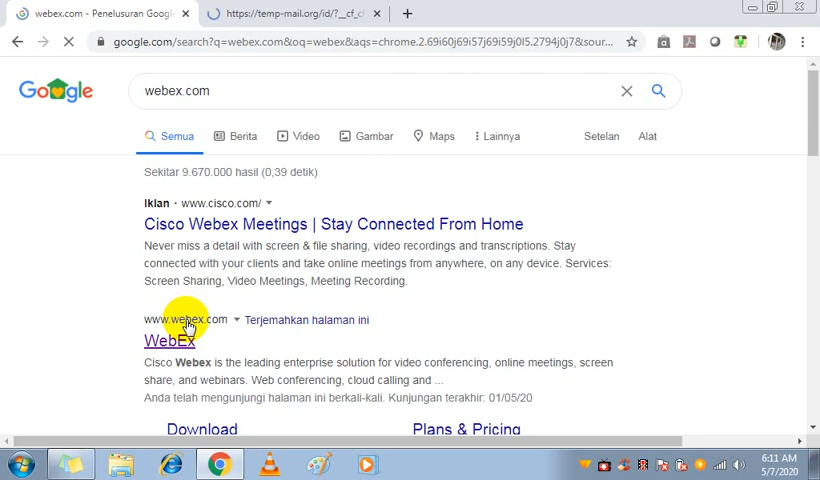 webex.com - Penelusuran Google
https://temp-mail.org/id/?__cf_c
google.com/search?q=webex.com&oq=webex&aqs=chrome.2.69i60j69i57j69i59j0l5.2794j0j7&sour...
Google
webex.com
Semua
Berita
Video
Gambar
Maps
Lainnya
Setelan
Alat
Sekitar 9.670.000 hasil (0,39 detik)
Iklan · www.cisco.com/
Cisco Webex Meetings | Stay Connected From Home
Never miss a detail with screen & file sharing, video recordings and transcriptions. Stay
connected with your clients and take online meetings from anywhere, on any device. Services:
Screen Sharing, Video Meetings, Meeting Recording.
www.webex.com Terjemahkan halaman ini
WebEx
Cisco Webex is the leading enterprise solution for video conferencing, online meetings, screen
share, and webinars. Web conferencing, cloud calling and ...
Anda telah mengunjungi halaman ini berkali-kali. Kunjungan terakhir: 01/05/20
Download
Plans & Pricing
6:11 AM
5/7/2020